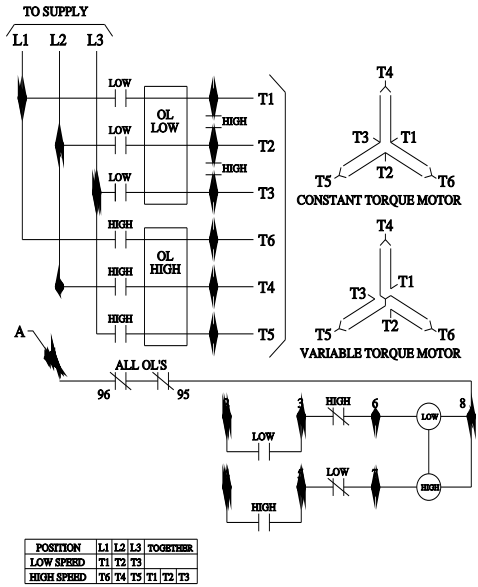 TO SUPPLY
L1 L2 L3
LOW
T1
OL
LOW
HIGH
LOW
T2
HIGH
LOW
T3
HIGH
T6
OL
HIGH
HIGH
T4
HIGH
T5
T4
T3 T1
T2
T5 T6
CONSTANT TORQUE MOTOR
T4
T1
T3
T2
T5 T6
VARIABLE TORQUE MOTOR
A
ALL OL'S
96 95
3 HIGH 6 8
LOW
LOW
LOW
HIGH
HIGH
POSITION L1 L2 L3 TOGETHER
LOW SPEED T1 T2 T3
HIGH SPEED T6 T4 T5 T1 T2 T3